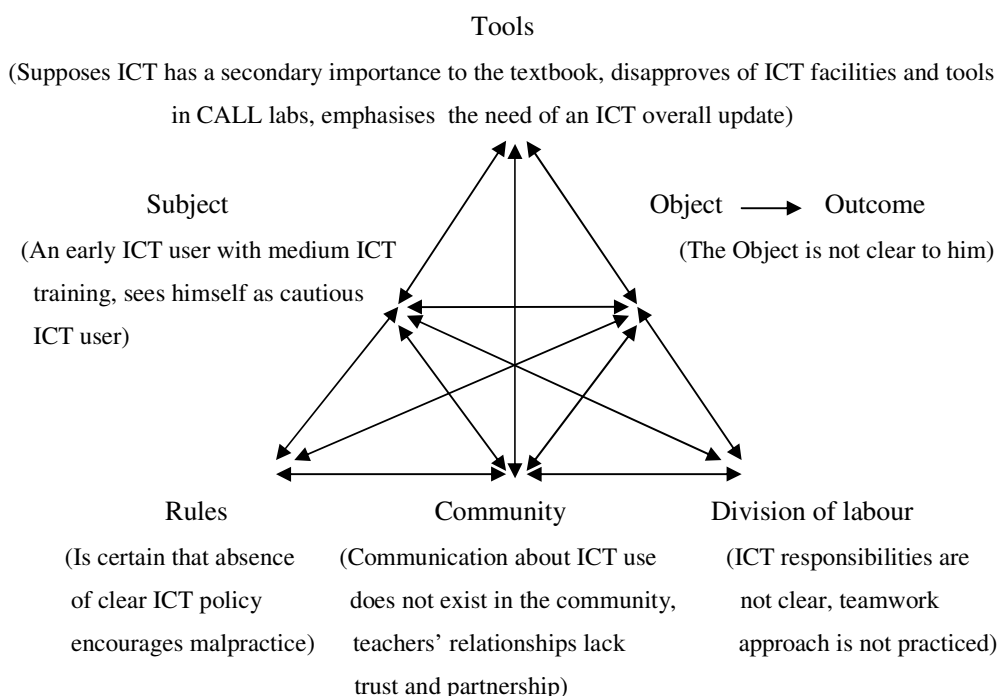 Tools
(Supposes ICT has a secondary importance to the textbook, disapproves of ICT facilities and tools
in CALL labs, emphasises the need of an ICT overall update)
Subject
(An early ICT user with medium ICT
training, sees himself as cautious
ICT user)
Object
Outcome
(The Object is not clear to him)
Rules
(Is certain that absence
of clear ICT policy
encourages malpractice)
Community
(Communication about ICT use
does not exist in the community,
teachers’ relationships lack
trust and partnership)
Division of labour
(ICT responsibilities are
not clear, teamwork
approach is not practiced)